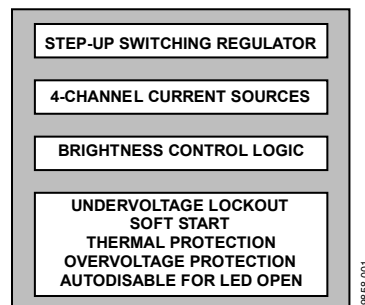 STEP-UP SWITCHING REGULATOR
4-CHANNEL CURRENT SOURCES
BRIGHTNESS CONTROL LOGIC
UNDERVOLTAGE LOCKOUT
SOFT START
THERMAL PROTECTION
OVERVOLTAGE PROTECTION
AUTODISABLE FOR LED OPEN